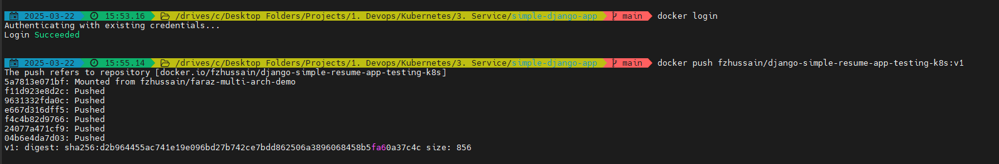 2025-03-22 15:53.16 /drives/c/Desktop Folders/Projects/1. Devops/Kubernetes/3. Service/simple-django-app main docker login
Authenticating with existing credentials...
Login Succeeded
2025-03-22 15:55.14 /drives/c/Desktop Folders/Projects/1. Devops/Kubernetes/3. Service/simple-django-app main docker push fzhussain/django-simple-resume-app-testing-k8s:v1
The push refers to repository [docker.io/fzhussain/django-simple-resume-app-testing-k8s]
5a7813e071bf: Mounted from fzhussain/faraz-multi-arch-demo
f11d923e8d2c: Pushed
9631332fda0c: Pushed
e667d316dff5: Pushed
f4c4b82d9766: Pushed
24077a471cf9: Pushed
04b6e4da7d03: Pushed
v1: digest: sha256:d2b964455ac741e19e096bd27b742ce7bdd862506a3896068458b5fa60a37c4c size: 856